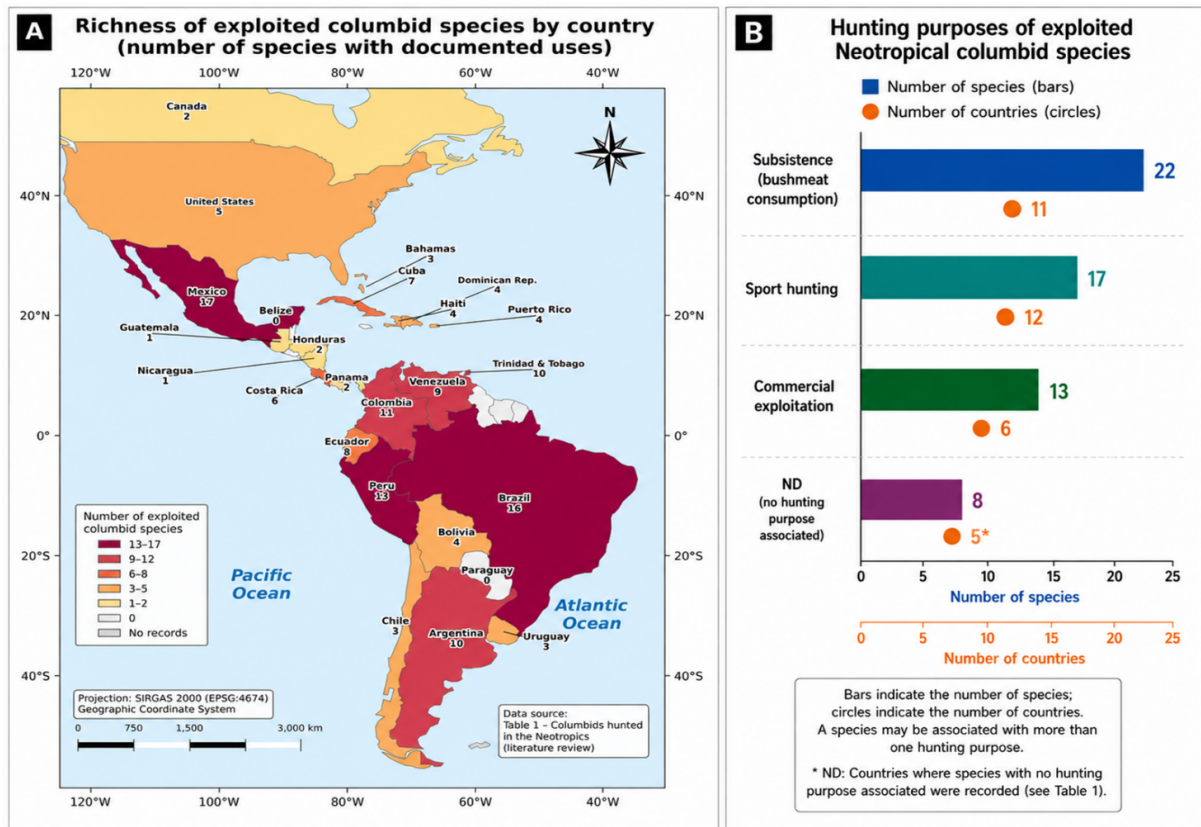 A
Richness of exploited columbid species by country
(number of species with documented uses)
120°W 100°W 80°W 60°W 40°W
Canada
2
N
40°N
40°N
United States
5
Bahamas
3
Cuba
7
Dominican Rep.
4
Haiti
4
Puerto Rico
4
Mexico
17
Belize
0
20°N
20°N
Guatemala
1
Honduras
2
Nicaragua
1
Costa Rica
6
Panama
2
Trinidad & Tobago
10
Venezuela
9
Colombia
11
0°
0°
Ecuador
8
Peru
13
Brazil
16
Bolivia
4
20°S
20°S
Paraguay
0
Pacific
Ocean
Atlantic
Ocean
Chile
3
Argentina
10
Uruguay
3
40°S
40°S
Number of exploited
columbid species
13–17
9–12
6–8
3–5
1–2
0
No records
Projection: SIRGAS 2000 (EPSG:4674)
Geographic Coordinate System
0 750 1,500 3,000 km
Data source:
Table 1 – Columbids hunted
in the Neotropics
(literature review)
120°W 100°W 80°W 60°W 40°W
B
Hunting purposes of exploited
Neotropical columbid species
Number of species (bars)
Number of countries (circles)
Subsistence
(bushmeat
consumption)
22
11
Sport hunting
17
12
Commercial
exploitation
13
6
ND
(no hunting
purpose
associated)
8
5*
0 5 10 15 10 25
Number of species
0 5 10 15 20 25
Number of countries
Bars indicate the number of species;
circles indicate the number of countries.
A species may be associated with more than
one hunting purpose.
* ND: Countries where species with no hunting
purpose associated were recorded (see Table 1).